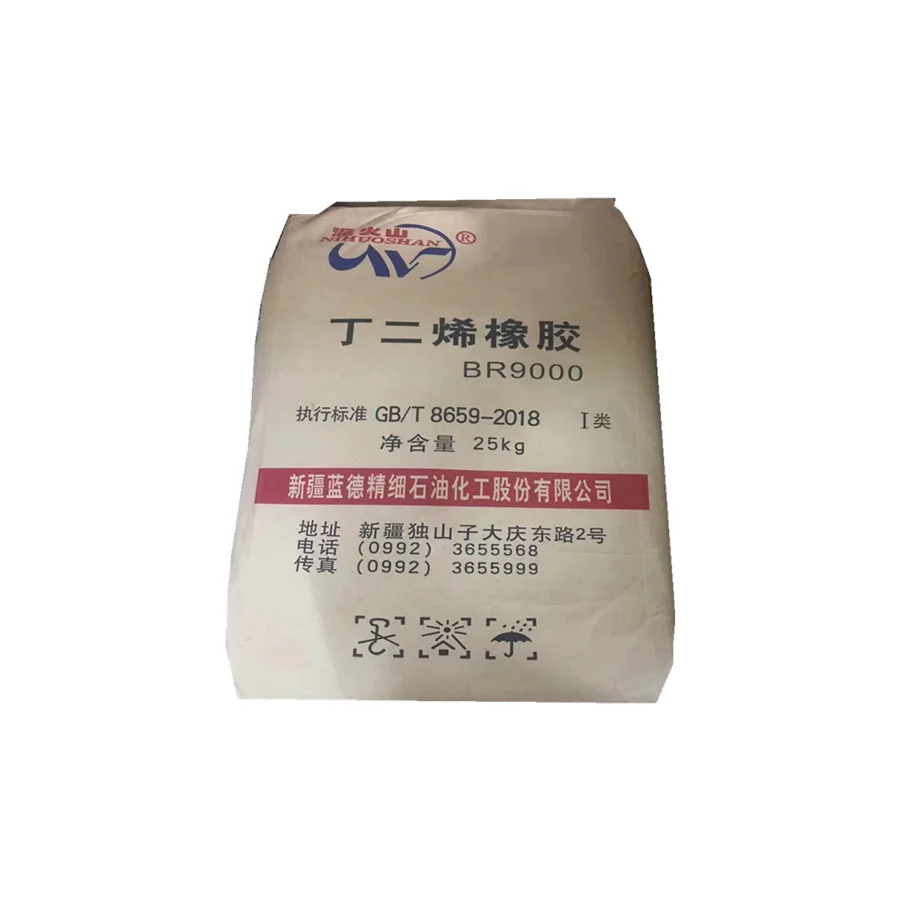 泥火山
NIHUOSHAN ®
丁二烯橡胶
BR9000
执行标准 GB/T 8659-2018 I类
净含量 25kg
新疆蓝德精细石油化工股份有限公司
地址 新疆独山子大庆东路2号
电话 (0992) 3655568
传真 (0992) 3655999